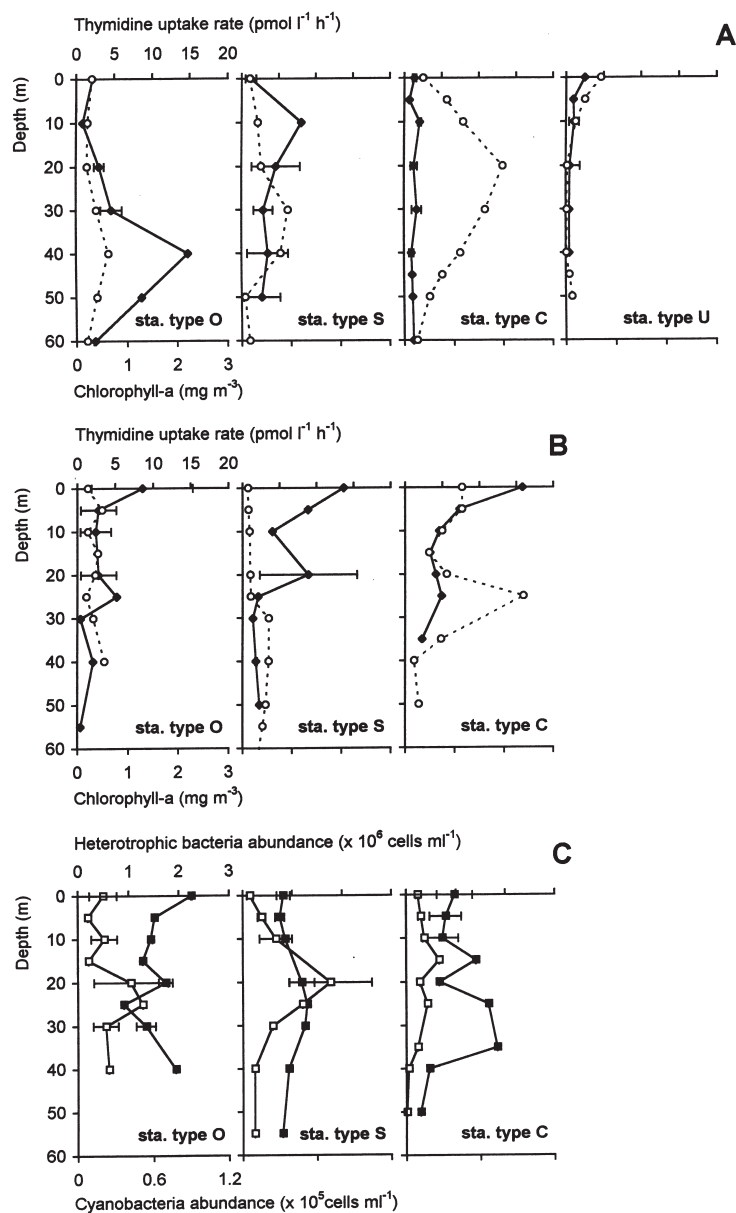 Thymidine uptake rate (pmol l⁻¹ h⁻¹)
A
0 5 10 15 20
Depth (m)
0
10
20
30
40
50
60
sta. type O
sta. type S
sta. type C
sta. type U
0 1 2 3
Chlorophyll-a (mg m⁻³)
Thymidine uptake rate (pmol l⁻¹ h⁻¹)
B
0 5 10 15 20
Depth (m)
0
10
20
30
40
50
60
sta. type O
sta. type S
sta. type C
0 1 2 3
Chlorophyll-a (mg m⁻³)
Heterotrophic bacteria abundance (x 10⁶ cells ml⁻¹)
C
0 1 2 3
Depth (m)
0
10
20
30
40
50
60
sta. type O
sta. type S
sta. type C
0 0.6 1.2
Cyanobacteria abundance (x 10⁵cells ml⁻¹)